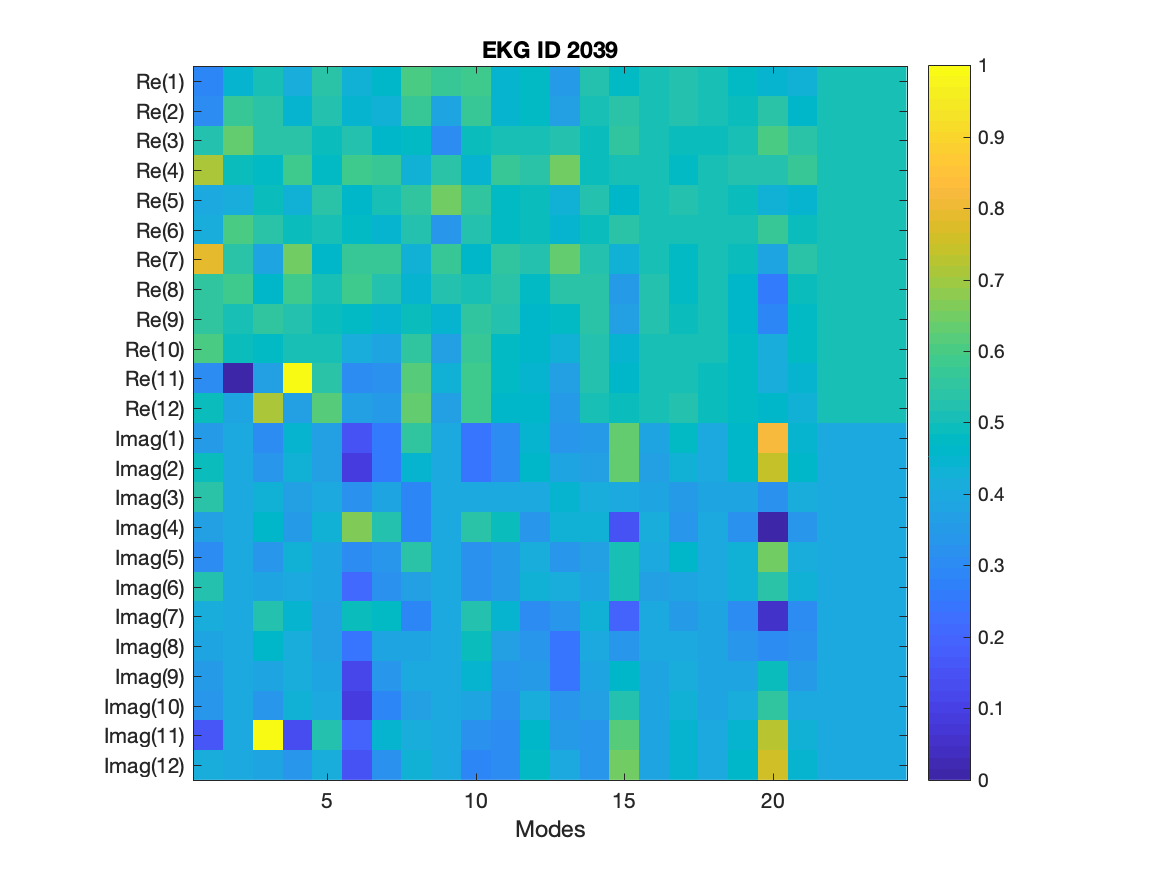 EKG ID 2039
Re(1)
Re(2)
Re(3)
Re(4)
Re(5)
Re(6)
Re(7)
Re(8)
Re(9)
Re(10)
Re(11)
Re(12)
Imag(1)
Imag(2)
Imag(3)
Imag(4)
Imag(5)
Imag(6)
Imag(7)
Imag(8)
Imag(9)
Imag(10)
Imag(11)
Imag(12)
5 10 15 20
Modes
1
0.9
0.8
0.7
0.6
0.5
0.4
0.3
0.2
0.1
0